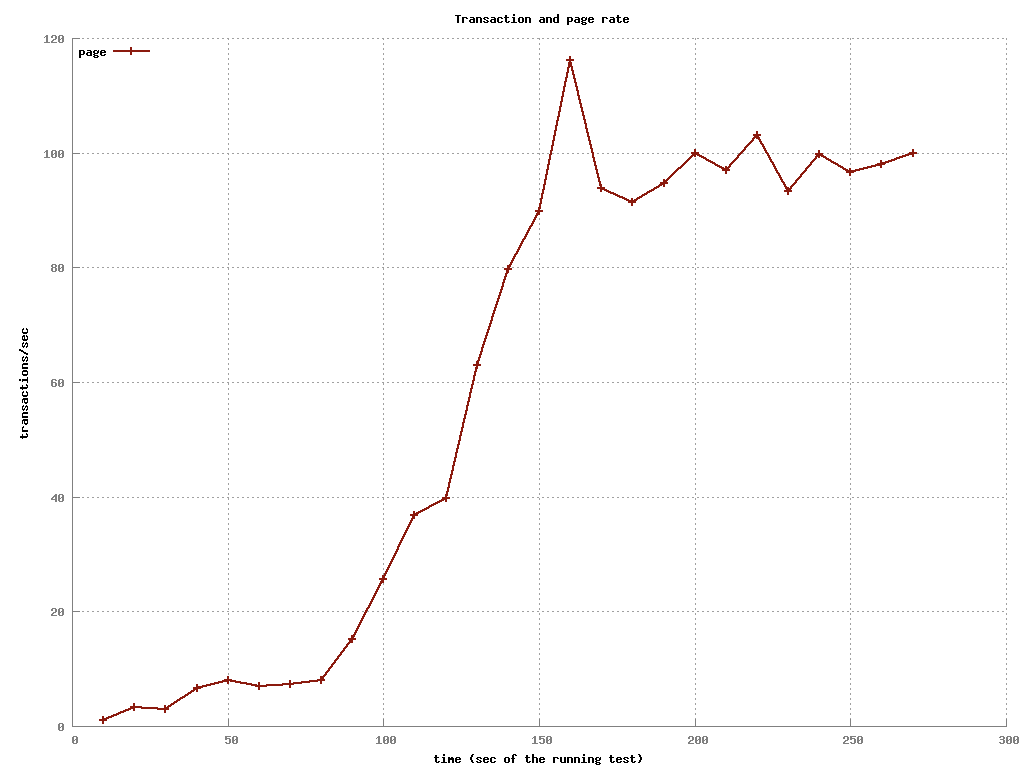 Transaction and page rate
120
page
100
80
60
40
20
0
transactions/sec
0 50 100 150 200 250 300
time (sec of the running test)